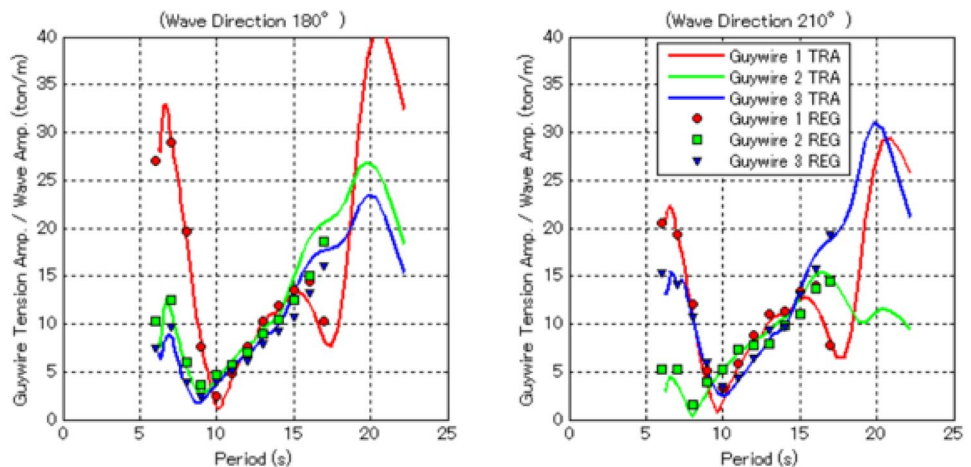 (Wave Direction 180°)
Guywire Tension Amp. / Wave Amp. (ton/m)
40
35
30
25
20
15
10
5
0
0 5 10 15 20 25
Period (s)
(Wave Direction 210°)
Guywire Tension Amp. / Wave Amp. (ton/m)
40
35
30
25
20
15
10
5
0
Guywire 1 TRA
Guywire 2 TRA
Guywire 3 TRA
Guywire 1 REG
Guywire 2 REG
Guywire 3 REG
0 5 10 15 20 25
Period (s)